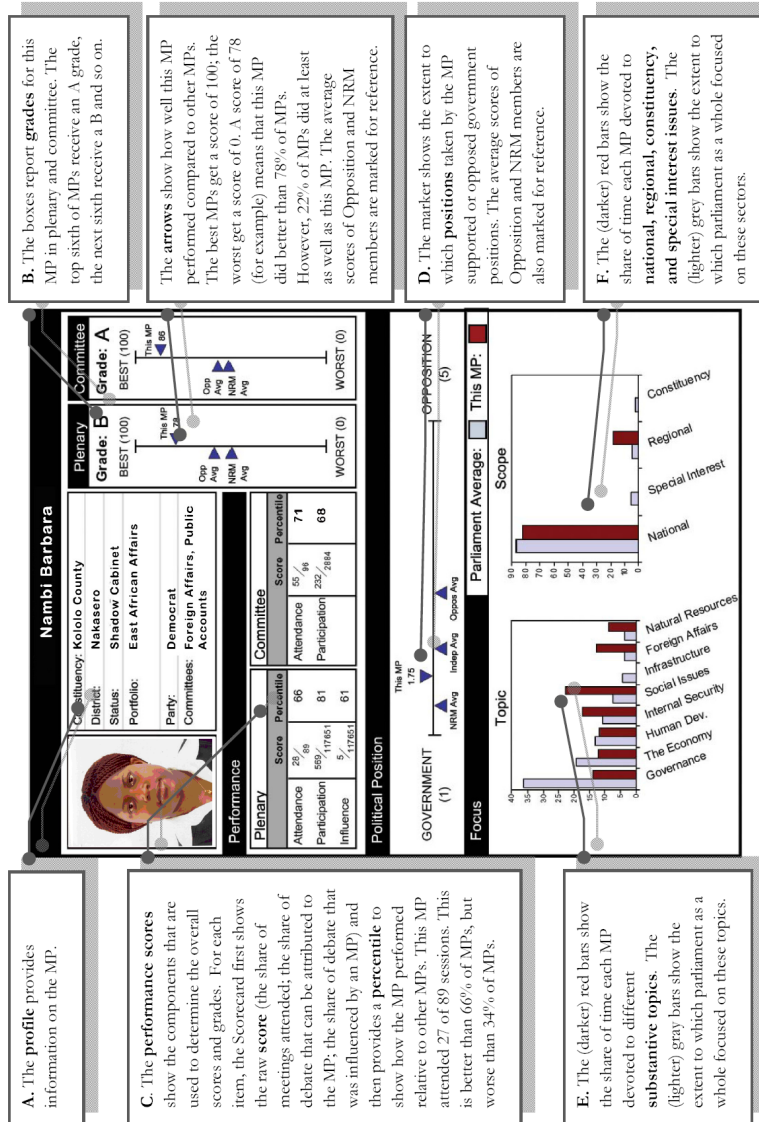 A. The profile provides
information on the MP.
C. The performance scores
show the components that are
used to determine the overall
scores and grades. For each
item, the Scorecard first shows
the raw score (the share of
meetings attended; the share of
debate that can be attributed to
the MP; the share of debate that
was influenced by an MP) and
then provides a percentile to
show how the MP performed
relative to other MPs. This MP
attended 27 of 89 sessions. This
is better than 66% of MPs, but
worse than 34% of MPs.
E. The (darker) red bars show
the share of time each MP
devoted to different
substantive topics. The
(lighter) gray bars show the
extent to which parliament as a
whole focused on these topics.
Nambi Barbara
Constituency: Kololo County
District: Nakasero
Status: Shadow Cabinet
Portfolio: East African Affairs
Party: Democrat
Committees: Foreign Affairs, Public
Accounts
Plenary
Grade: B
BEST (100)
This MP
78
Opp
Avg
NRM
Avg
WORST (0)
Committee
Grade: A
BEST (100)
This MP
86
Opp
Avg
NRM
Avg
WORST (0)
Performance
Plenary Score Percentile
Attendance 28/89 66
Participation 569/117651 81
Influence 5/117651 61
Committee Score Percentile
Attendance 55/96 71
Participation 232/2884 68
Political Position
GOVERNMENT
(1)
This MP
1.75
NRM Avg
Indep Avg
Oppos Avg
OPPOSITION
(5)
Focus Parliament Average: This MP:
Topic
40
35
30
25
20
15
10
5
0
Governance
The Economy
Human Dev.
Internal Security
Social Issues
Infrastructure
Foreign Affairs
Natural Resources
Scope
90
80
70
60
50
40
30
20
10
0
National
Special Interest
Regional
Constituency
B. The boxes report grades for this
MP in plenary and committee. The
top sixth of MPs receive an A grade,
the next sixth receive a B and so on.
The arrows show how well this MP
performed compared to other MPs.
The best MPs get a score of 100; the
worst get a score of 0. A score of 78
(for example) means that this MP
did better than 78% of MPs.
However, 22% of MPs did at least
as well as this MP. The average
scores of Opposition and NRM
members are marked for reference.
D. The marker shows the extent to
which positions taken by the MP
supported or opposed government
positions. The average scores of
Opposition and NRM members are
also marked for reference.
F. The (darker) red bars show the
share of time each MP devoted to
national, regional, constituency,
and special interest issues. The
(lighter) grey bars show the extent to
which parliament as a whole focused
on these sectors.